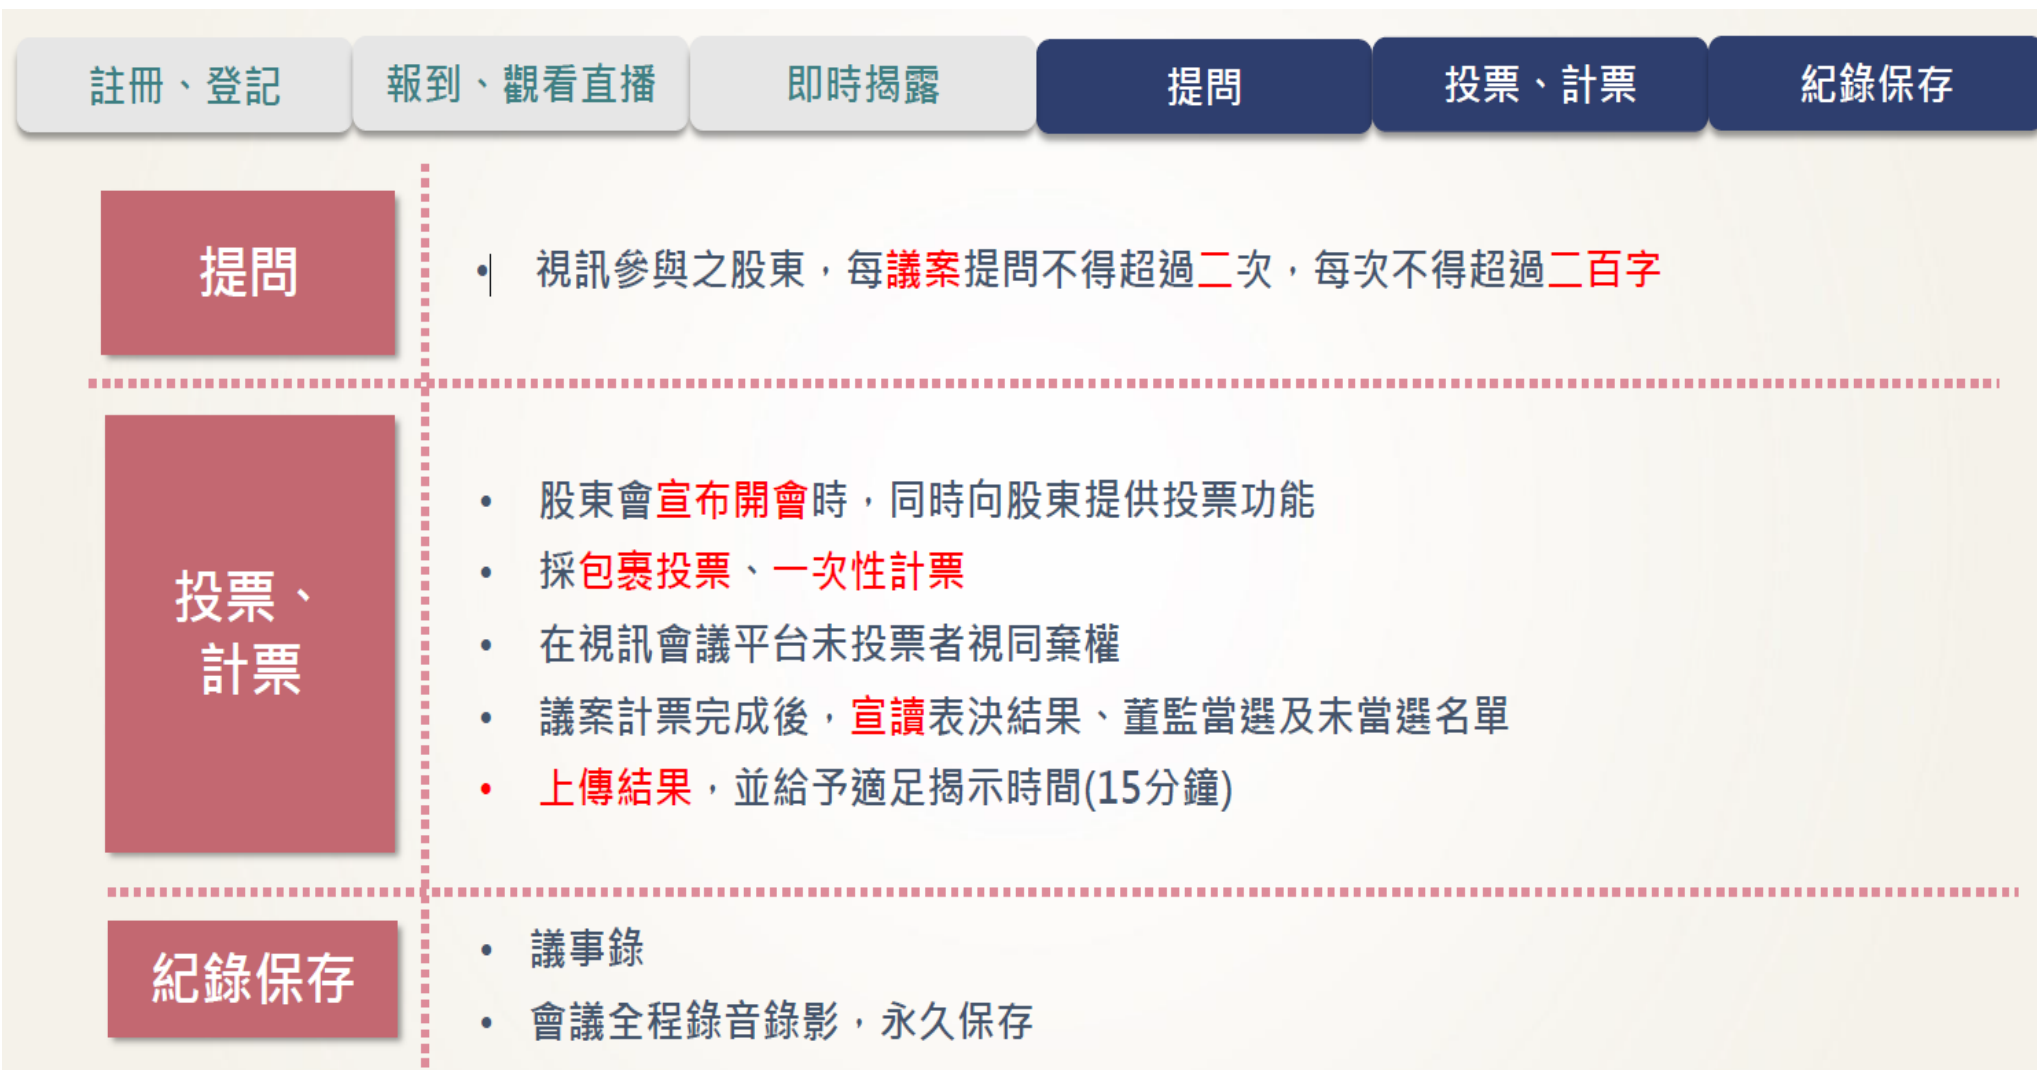 註冊、登記
報到、觀看直播
即時揭露
提問
投票、計票
紀錄保存
提問
• 視訊參與之股東，每議案提問不得超過二次，每次不得超過二百字
投票、
計票
• 股東會宣布開會時，同時向股東提供投票功能
• 採包裹投票、一次性計票
• 在視訊會議平台未投票者視同棄權
• 議案計票完成後，宣讀表決結果、董監當選及未當選名單
• 上傳結果，並給予適足揭示時間(15分鐘)
紀錄保存
• 議事錄
• 會議全程錄音錄影，永久保存